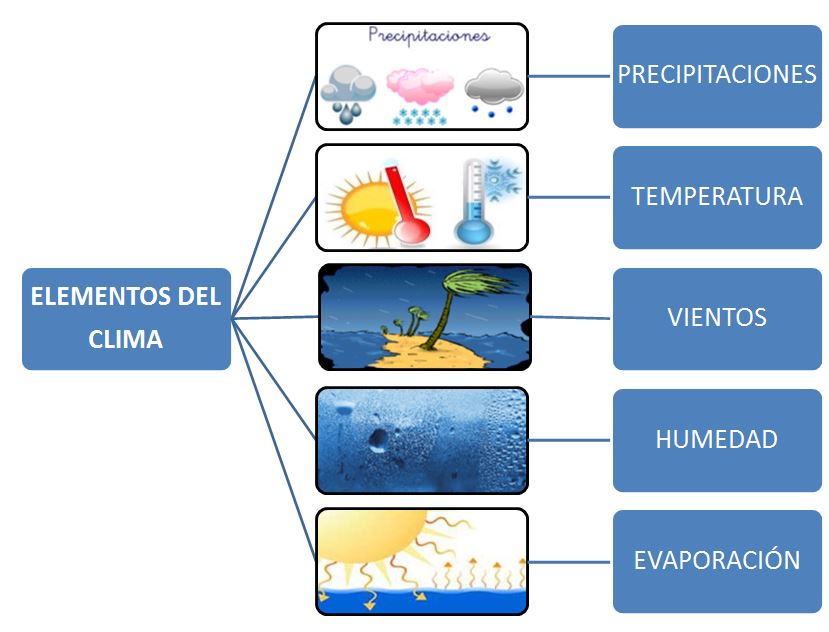 Precipitaciones
PRECIPITACIONES
TEMPERATURA
ELEMENTOS DEL
CLIMA
VIENTOS
HUMEDAD
EVAPORACIÓN